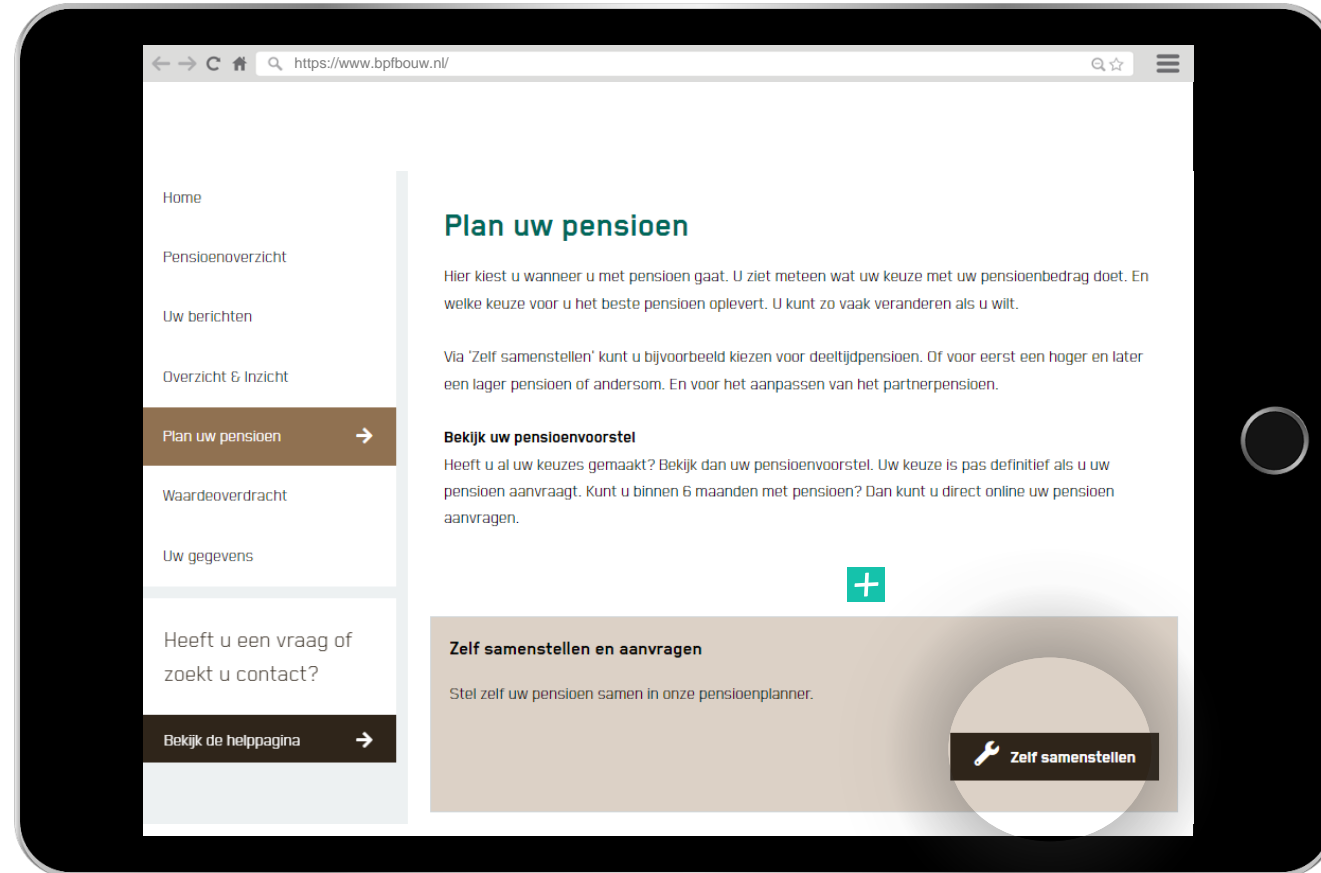 https://www.bpfbouw.nl/
Home
Pensioenoverzicht
Uw berichten
Overzicht & Inzicht
Plan uw pensioen
Waardeoverdracht
Uw gegevens
Heeft u een vraag of
zoekt u contact?
Bekijk de helppagina
Plan uw pensioen
Hier kiest u wanneer u met pensioen gaat. U ziet meteen wat uw keuze met uw pensioenbedrag doet. En
welke keuze voor u het beste pensioen oplevert. U kunt zo vaak veranderen als u wilt.
Via 'Zelf samenstellen' kunt u bijvoorbeeld kiezen voor deeltijdpensioen. Of voor eerst een hoger en later
een lager pensioen of andersom. En voor het aanpassen van het partnerpensioen.
Bekijk uw pensioenvoorstel
Heeft u al uw keuzes gemaakt? Bekijk dan uw pensioenvoorstel. Uw keuze is pas definitief als u uw
pensioen aanvraagt. Kunt u binnen 6 maanden met pensioen? Dan kunt u direct online uw pensioen
aanvragen.
Zelf samenstellen en aanvragen
Stel zelf uw pensioen samen in onze pensioenplanner.
Zelf samenstellen